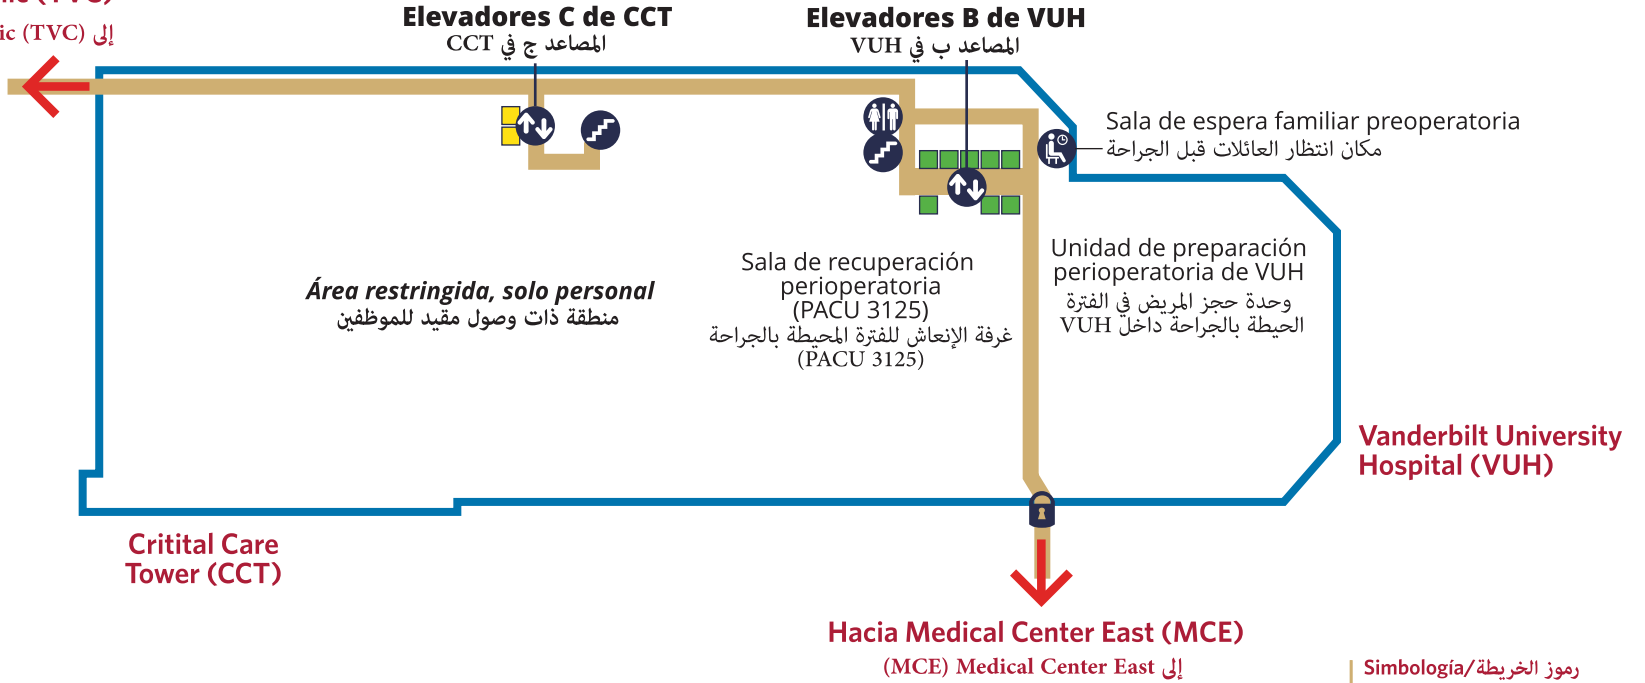 ic (TVC) إلى
Elevadores C de CCT
المصاعد ج في CCT
Elevadores B de VUH
المصاعد ب في VUH
Sala de espera familiar preoperatoria
مكان انتظار العائلات قبل الجراحة
Unidad de preparación
perioperatoria de VUH
وحدة حجز المريض في الفترة
المحيطة بالجراحة داخل VUH
Sala de recuperación
perioperatoria
(PACU 3125)
غرفة الإنعاش للفترة المحيطة بالجراحة
(PACU 3125)
Área restringida, solo personal
منطقة ذات وصول مقيد للموظفين
Vanderbilt University
Hospital (VUH)
Critital Care
Tower (CCT)
Hacia Medical Center East (MCE)
إلى Medical Center East (MCE)
Simbología/رموز الخريطة